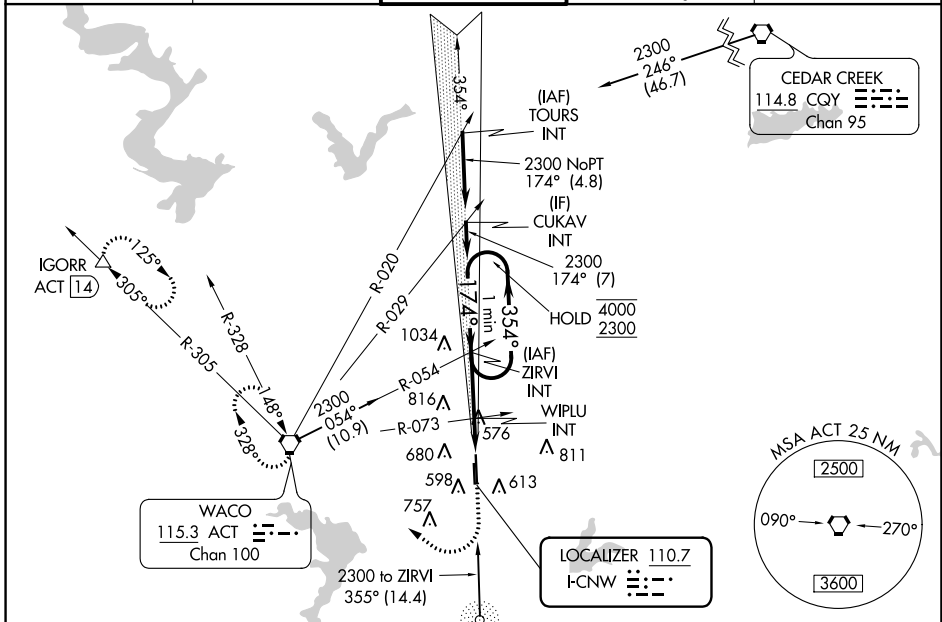 2300
246°
(46.7)
CEDAR CREEK
114.8 CQY
Chan 95
354°
(IAF)
TOURS
INT
2300 NoPT
174° (4.8)
(IF)
CUKAV
INT
2300
174° (7)
HOLD 4000
2300
174°
1 min
354°
(IAF)
ZIRVI
INT
WIPLU
INT
IGORR
ACT 14
125°
305°
R-305
R-328
148°
328°
R-020
R-029
R-054
R-073
2300
054°
(10.9)
1034
816
576
680
811
598
613
757
WACO
115.3 ACT
Chan 100
2300 to ZIRVI
355° (14.4)
LOCALIZER 110.7
I-CNW
MSA ACT 25 NM
2500
090°
270°
3600